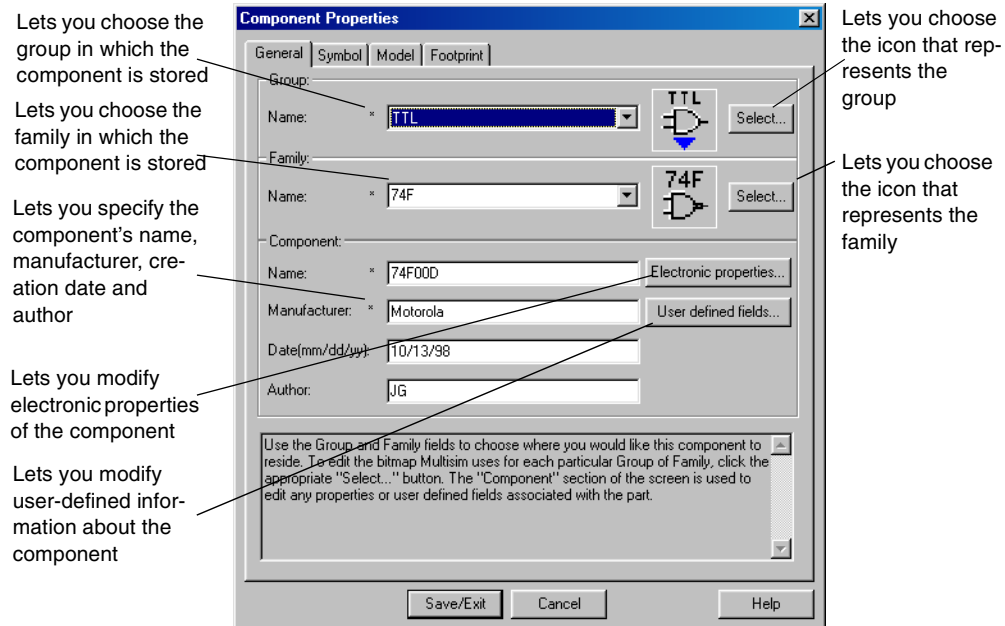 Lets you choose the
group in which the
component is stored
Lets you choose the
family in which the
component is stored
Lets you specify the
component's name,
manufacturer, cre-
ation date and
author
Lets you modify
electronic properties
of the component
Lets you modify
user-defined infor-
mation about the
component
Component Properties
General Symbol Model Footprint
Group:
Name: * TTL
TTL
Select...
Family:
Name: * 74F
74F
Select...
Component:
Name: * 74F00D
Electronic properties...
Manufacturer: * Motorola
User defined fields...
Date(mm/dd/yy): 10/13/98
Author: JG
Use the Group and Family fields to choose where you would like this component to
reside. To edit the bitmap Multisim uses for each particular Group of Family, click the
appropriate "Select..." button. The "Component" section of the screen is used to
edit any properties or user defined fields associated with the part.
Save/Exit Cancel Help
Lets you choose
the icon that rep-
resents the
group
Lets you choose
the icon that
represents the
family